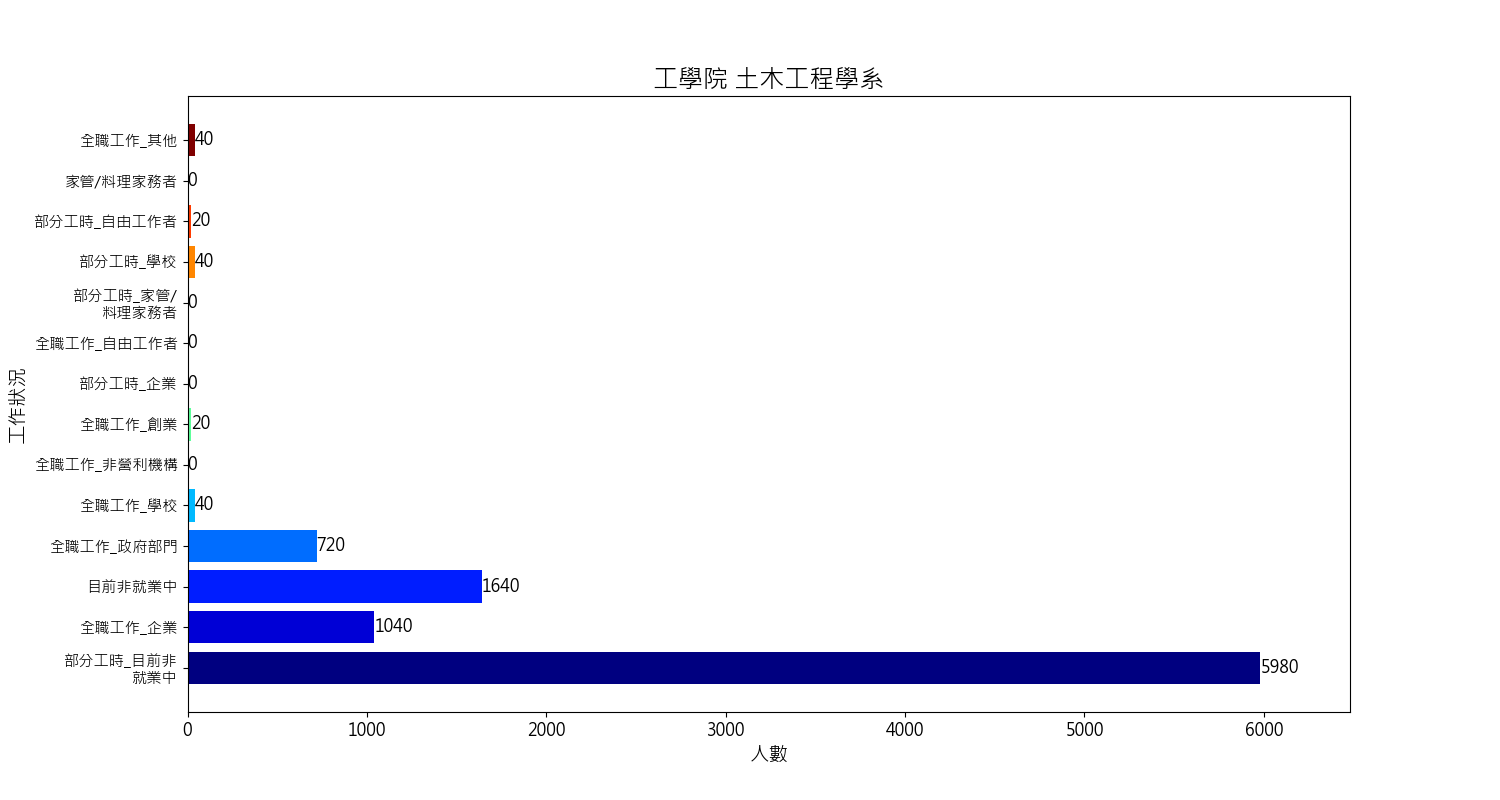 工學院 土木工程學系
全職工作_其他
40
家管/料理家務者
0
部分工時_自由工作者
20
部分工時_學校
40
部分工時_家管/
料理家務者
0
全職工作_自由工作者
0
部分工時_企業
0
全職工作_創業
20
全職工作_非營利機構
0
全職工作_學校
40
全職工作_政府部門
720
目前非就業中
1640
全職工作_企業
1040
部分工時_目前非
就業中
5980
工作狀況
0 1000 2000 3000 4000 5000 6000
人數